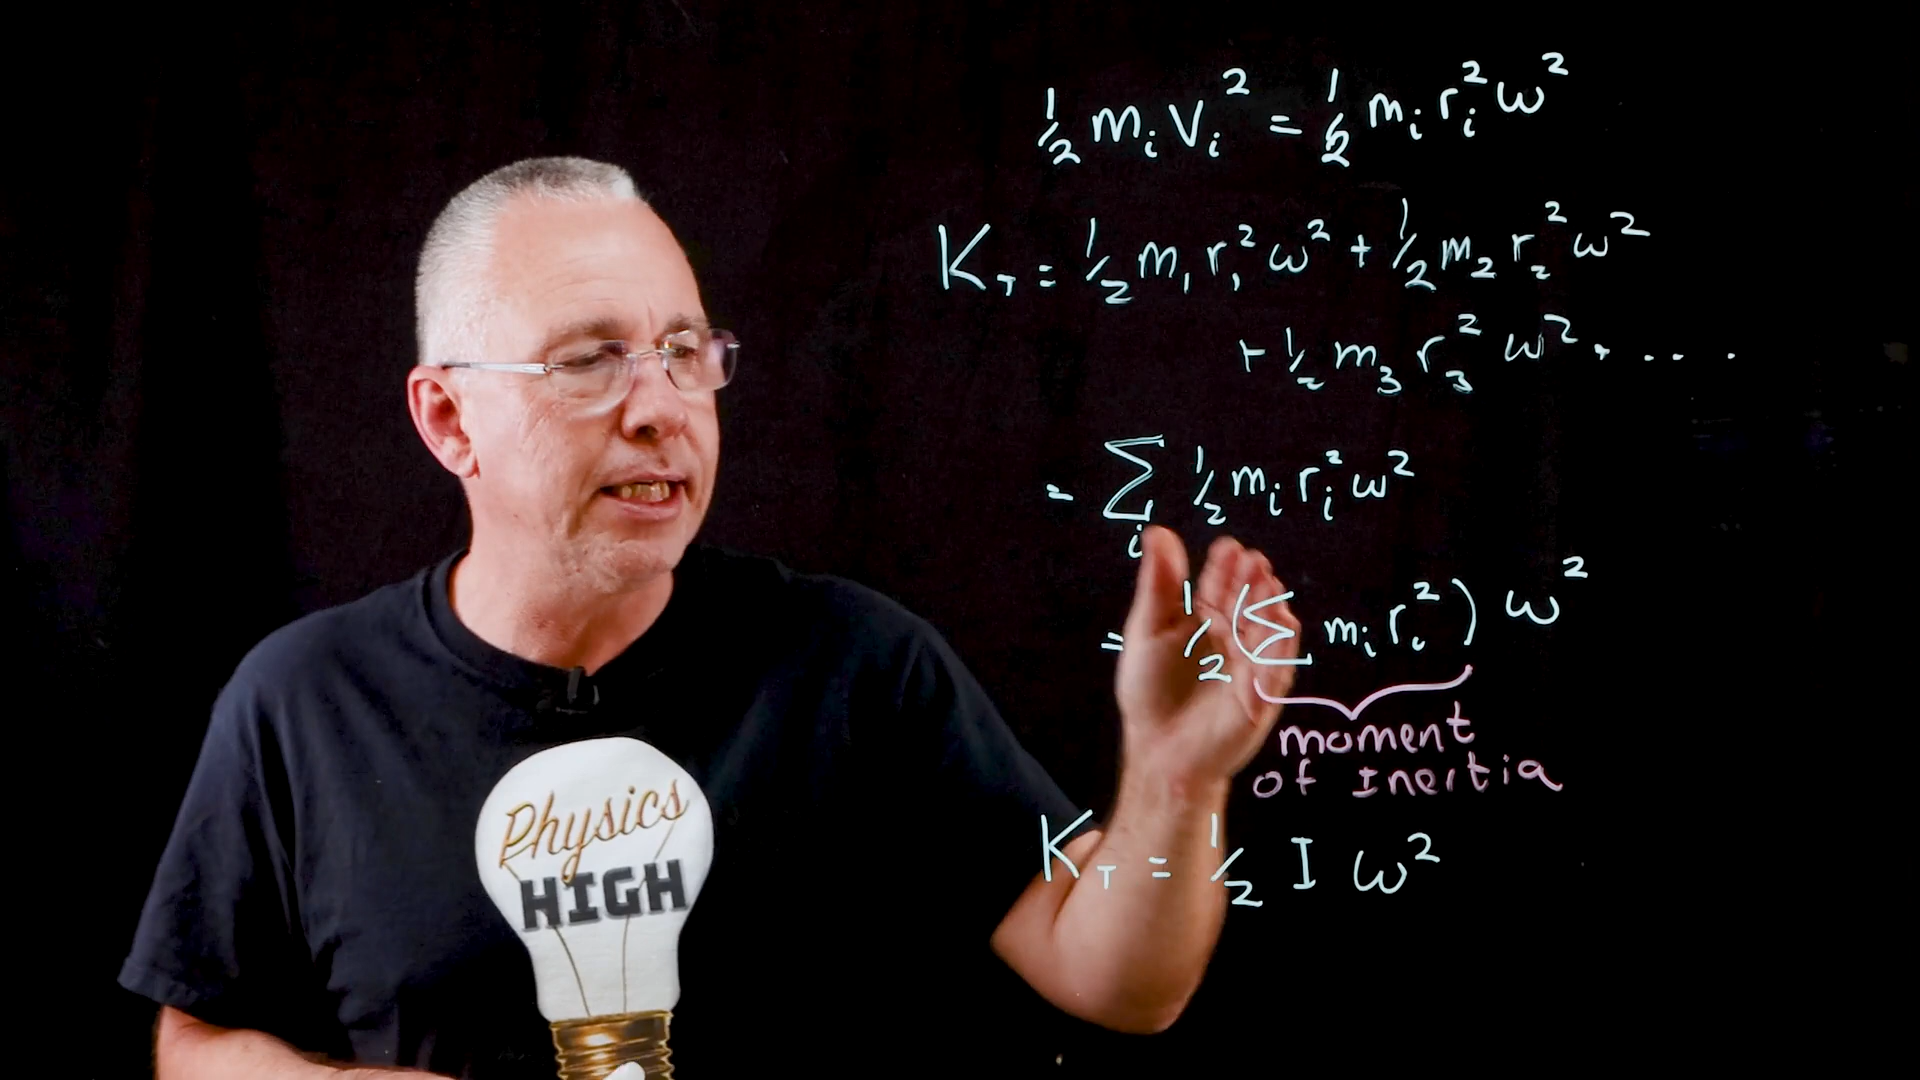 ½ mᵢ vᵢ² = ½ mᵢ rᵢ² ω²
K_T = ½ m₁ r₁² ω² + ½ m₂ r₂² ω²
+ ½ m₃ r₃² ω² + ....
= Σᵢ ½ mᵢ rᵢ² ω²
= ½ (Σ mᵢ rᵢ²) ω²
moment
of Inertia
K_T = ½ I ω²
Physics
HIGH